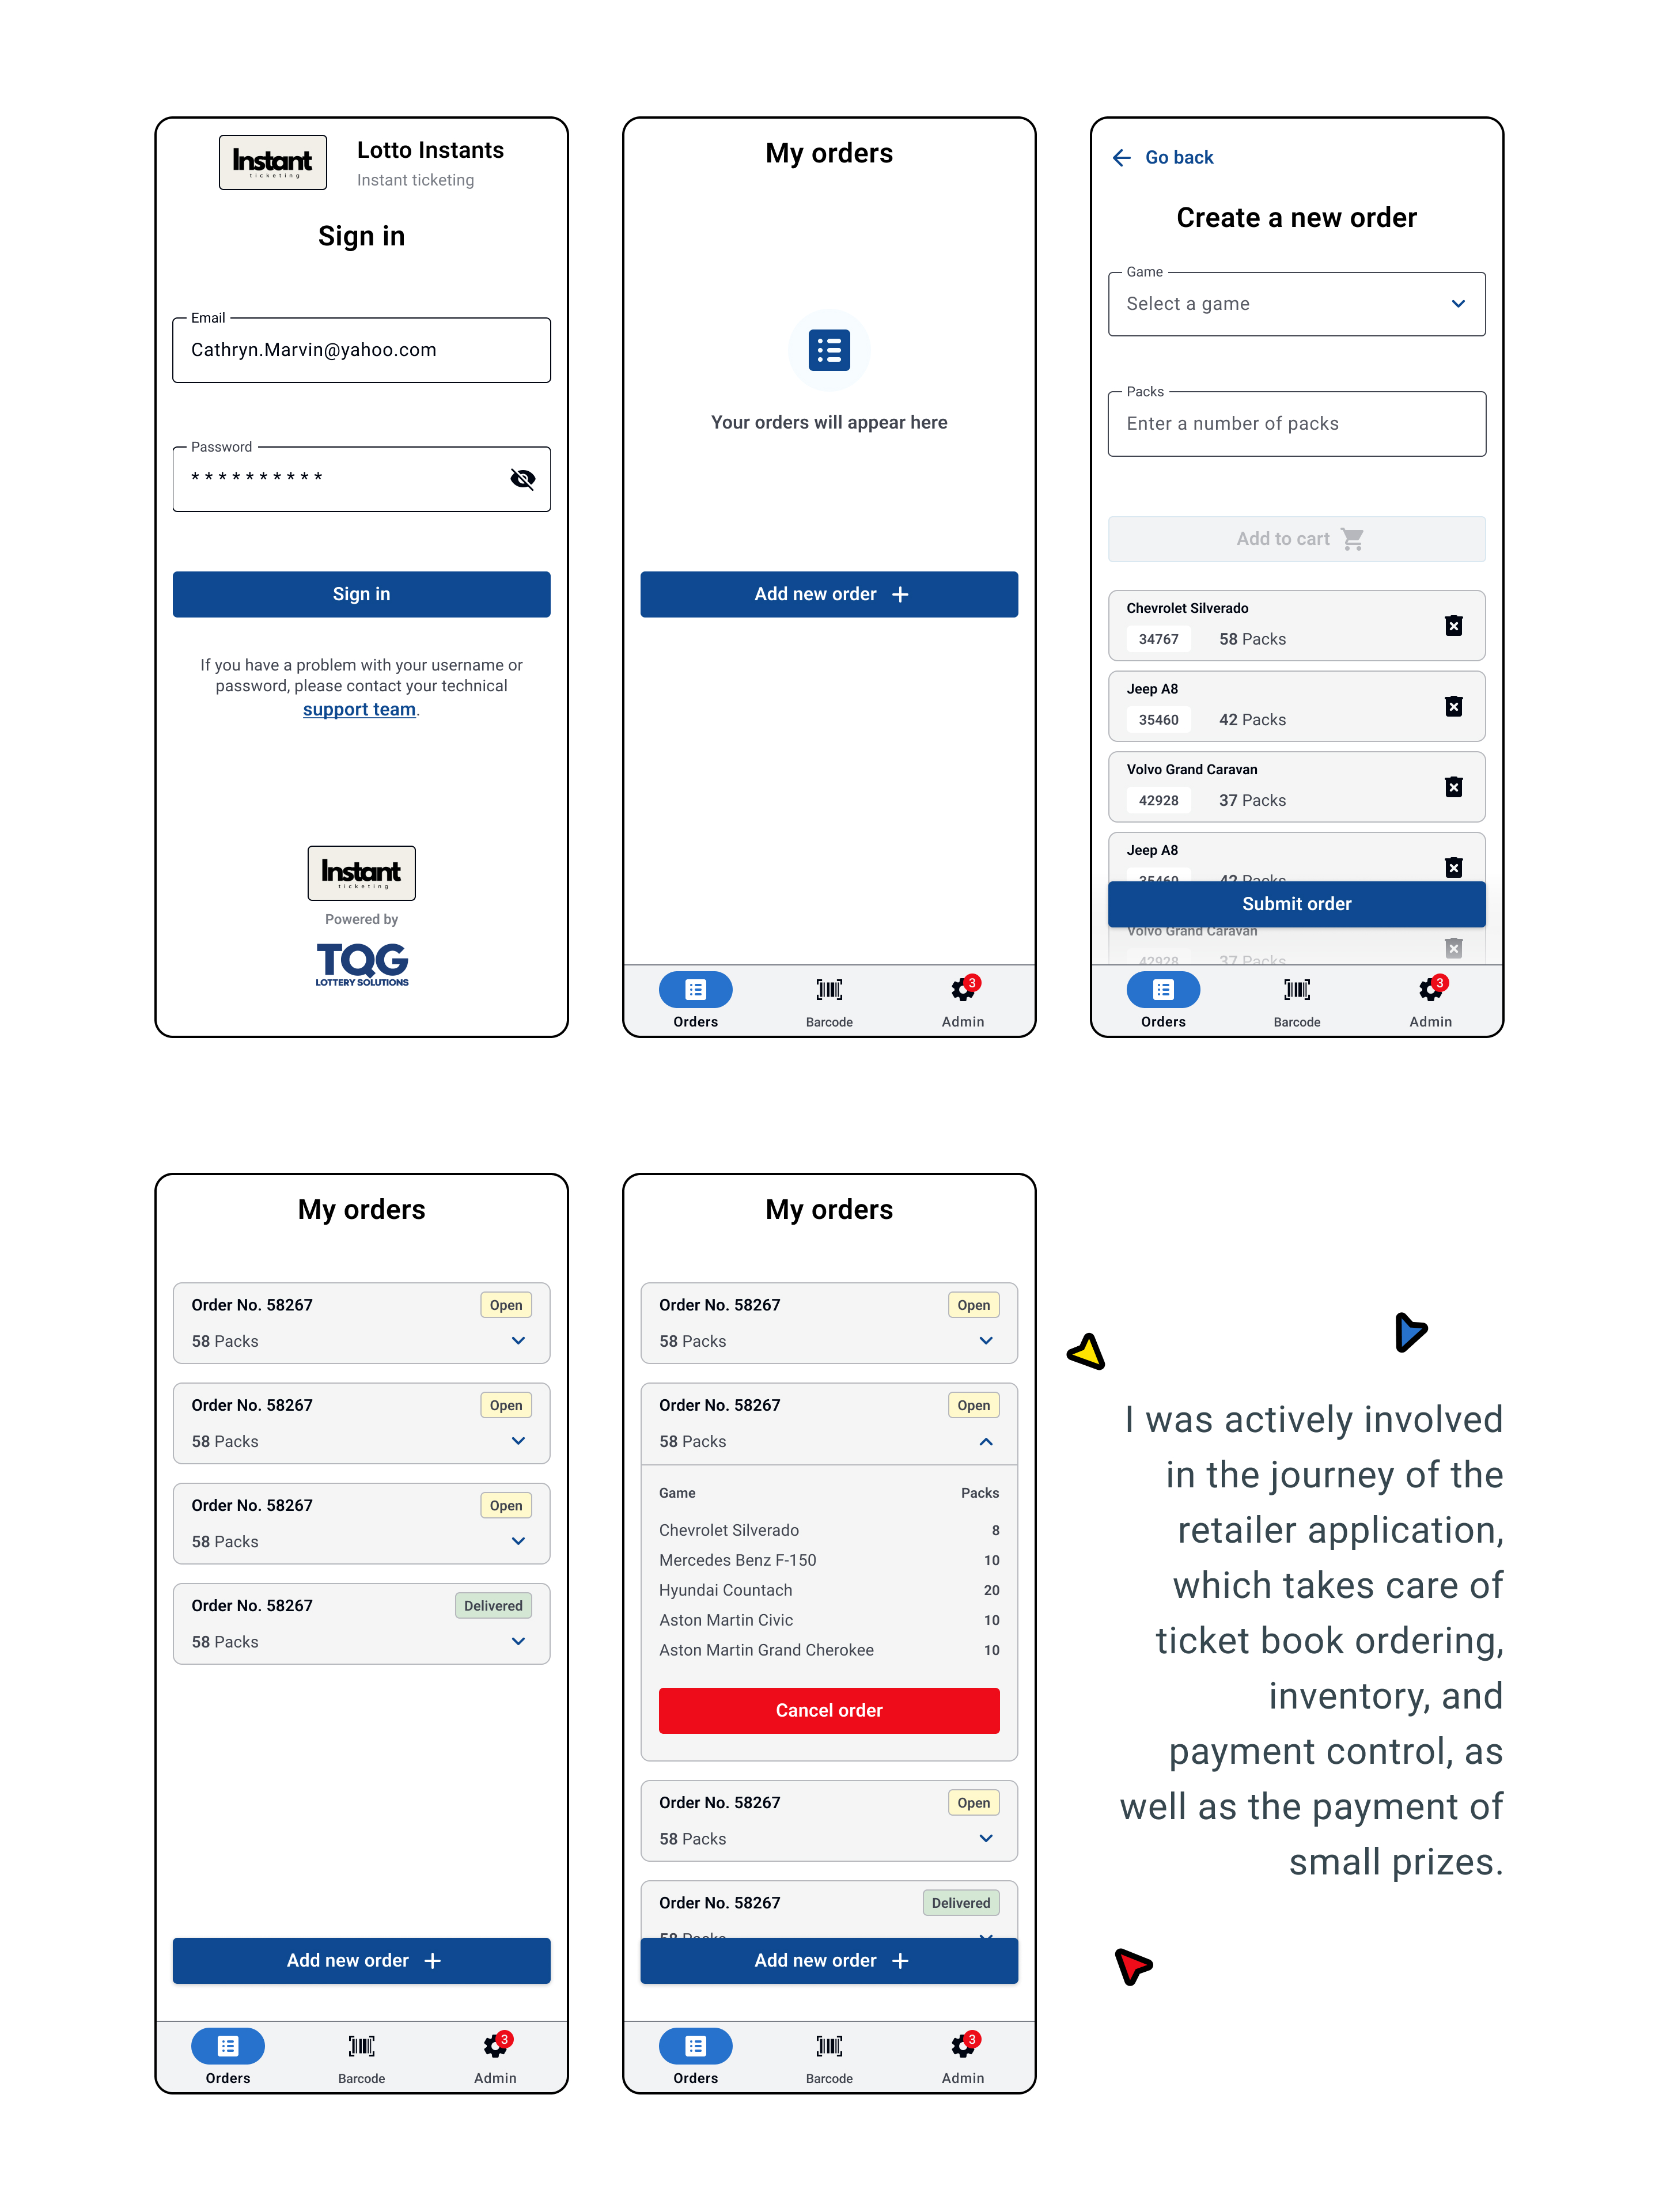 Instant
ticketing
Lotto Instants
Instant ticketing
Sign in
Email
Cathryn.Marvin@yahoo.com
Password
* * * * * * * * * *
Sign in
If you have a problem with your username or
password, please contact your technical
support team.
Instant
ticketing
Powered by
TQG
LOTTERY SOLUTIONS
My orders
Your orders will appear here
Add new order +
Orders
Barcode
3
Admin
Go back
Create a new order
Game
Select a game
Packs
Enter a number of packs
Add to cart
Chevrolet Silverado
34767 58 Packs
Jeep A8
35460 42 Packs
Volvo Grand Caravan
42928 37 Packs
Jeep A8
35460 42 Packs
Submit order
Volvo Grand Caravan
42928 37 Packs
Orders
Barcode
3
Admin
My orders
Order No. 58267 Open
58 Packs
Order No. 58267 Open
58 Packs
Order No. 58267 Open
58 Packs
Order No. 58267 Delivered
58 Packs
Add new order +
Orders
Barcode
3
Admin
My orders
Order No. 58267 Open
58 Packs
Order No. 58267 Open
58 Packs
Game Packs
Chevrolet Silverado 8
Mercedes Benz F-150 10
Hyundai Countach 20
Aston Martin Civic 10
Aston Martin Grand Cherokee 10
Cancel order
Order No. 58267 Open
58 Packs
Order No. 58267 Delivered
58 Packs
Add new order +
Orders
Barcode
3
Admin
I was actively involved
in the journey of the
retailer application,
which takes care of
ticket book ordering,
inventory, and
payment control, as
well as the payment of
small prizes.